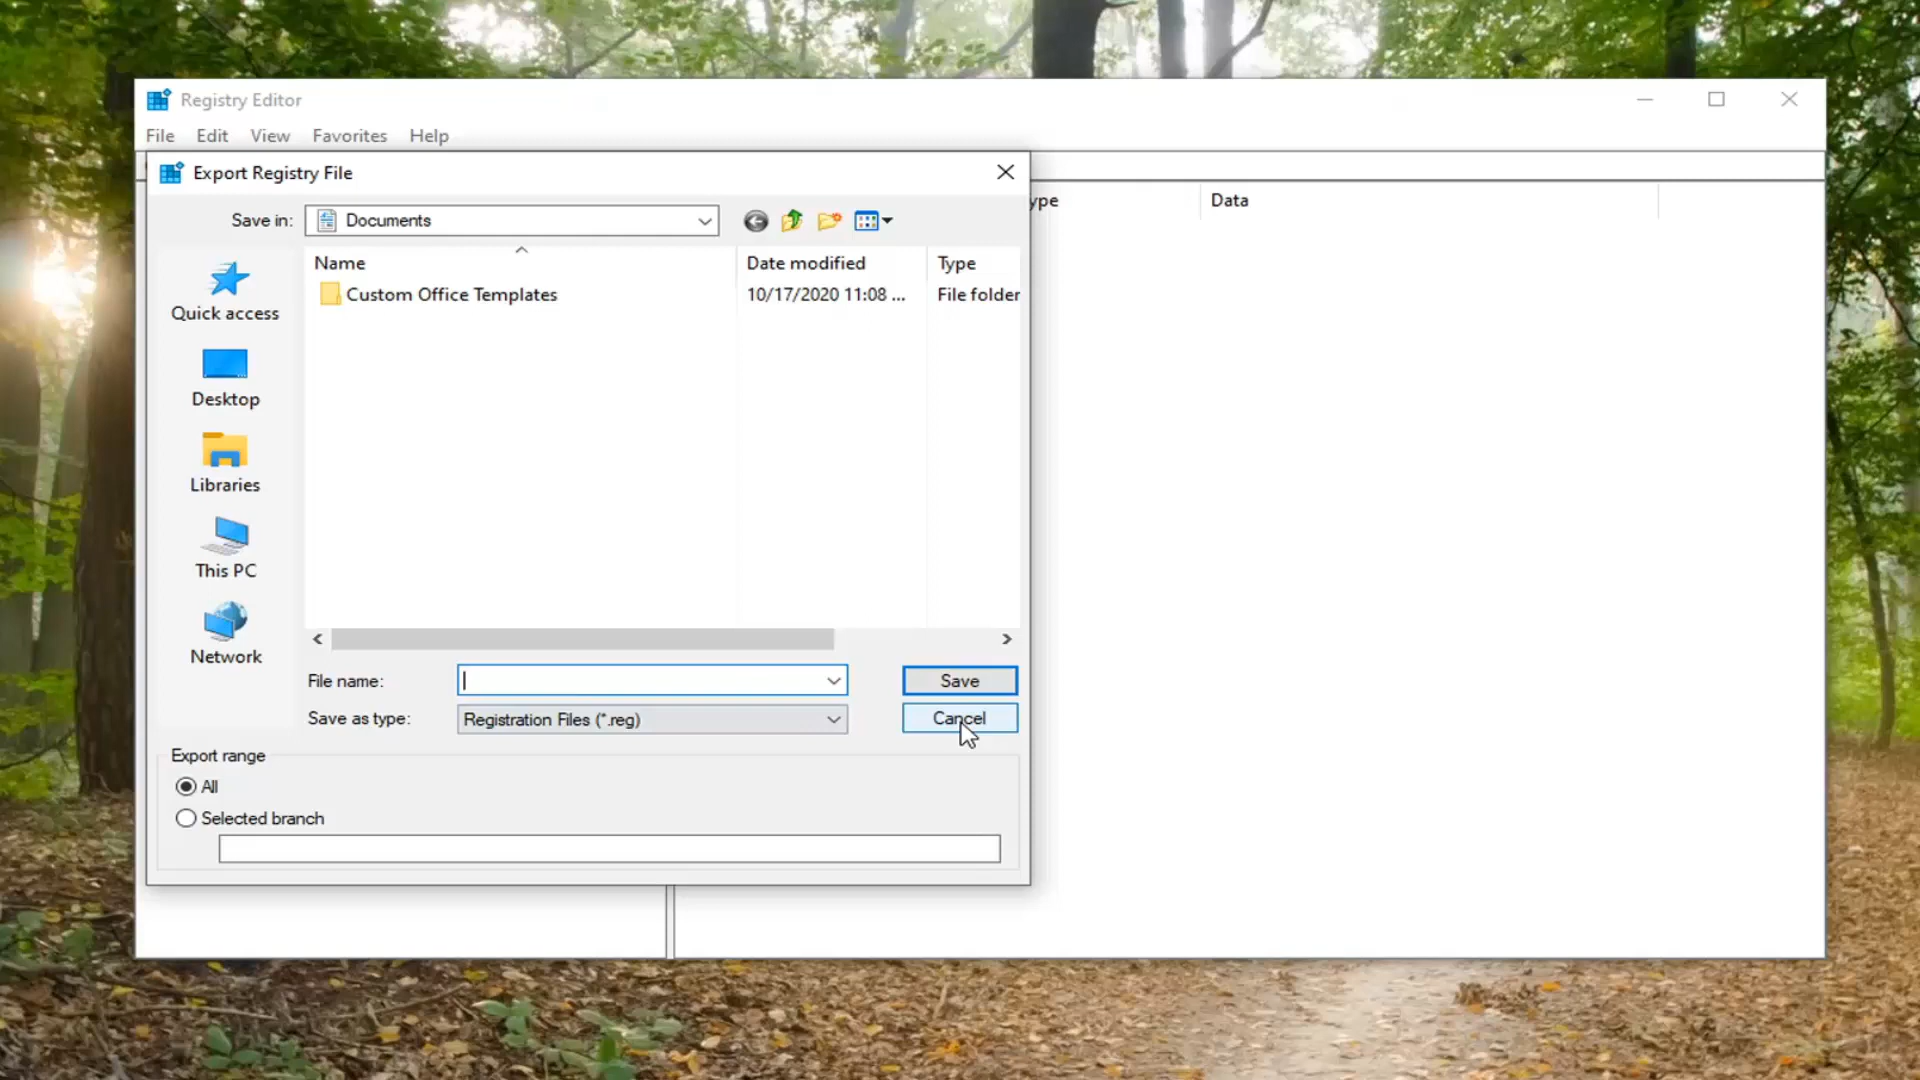 Registry Editor
File Edit View Favorites Help
Export Registry File
Save in: Documents
ype Data
Name Date modified Type
Custom Office Templates 10/17/2020 11:08 ... File folder
Quick access
Desktop
Libraries
This PC
Network
File name: Save
Save as type: Registration Files (*.reg) Cancel
Export range
All
Selected branch